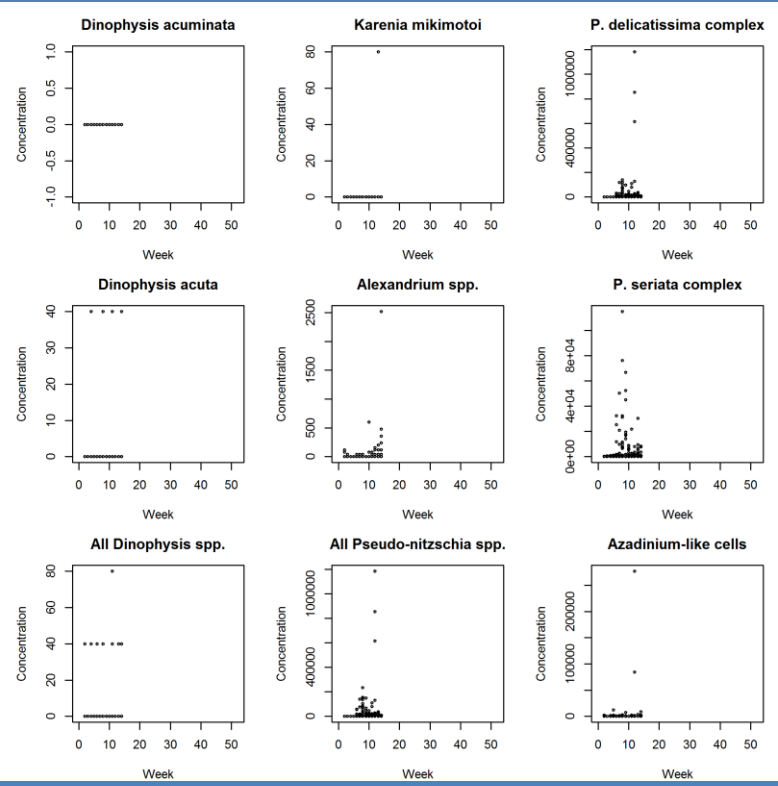 Dinophysis acuminata
Concentration
1.0
0.5
0.0
-0.5
-1.0
0 10 20 30 40 50
Week
Karenia mikimotoi
Concentration
80
60
40
20
0
0 10 20 30 40 50
Week
P. delicatissima complex
Concentration
1000000
400000
0
0 10 20 30 40 50
Week
Dinophysis acuta
Concentration
40
30
20
10
0
0 10 20 30 40 50
Week
Alexandrium spp.
Concentration
2500
1500
500
0
0 10 20 30 40 50
Week
P. seriata complex
Concentration
8e+04
4e+04
0e+00
0 10 20 30 40 50
Week
All Dinophysis spp.
Concentration
80
60
40
20
0
0 10 20 30 40 50
Week
All Pseudo-nitzschia spp.
Concentration
1000000
400000
0
0 10 20 30 40 50
Week
Azadinium-like cells
Concentration
200000
100000
0
0 10 20 30 40 50
Week